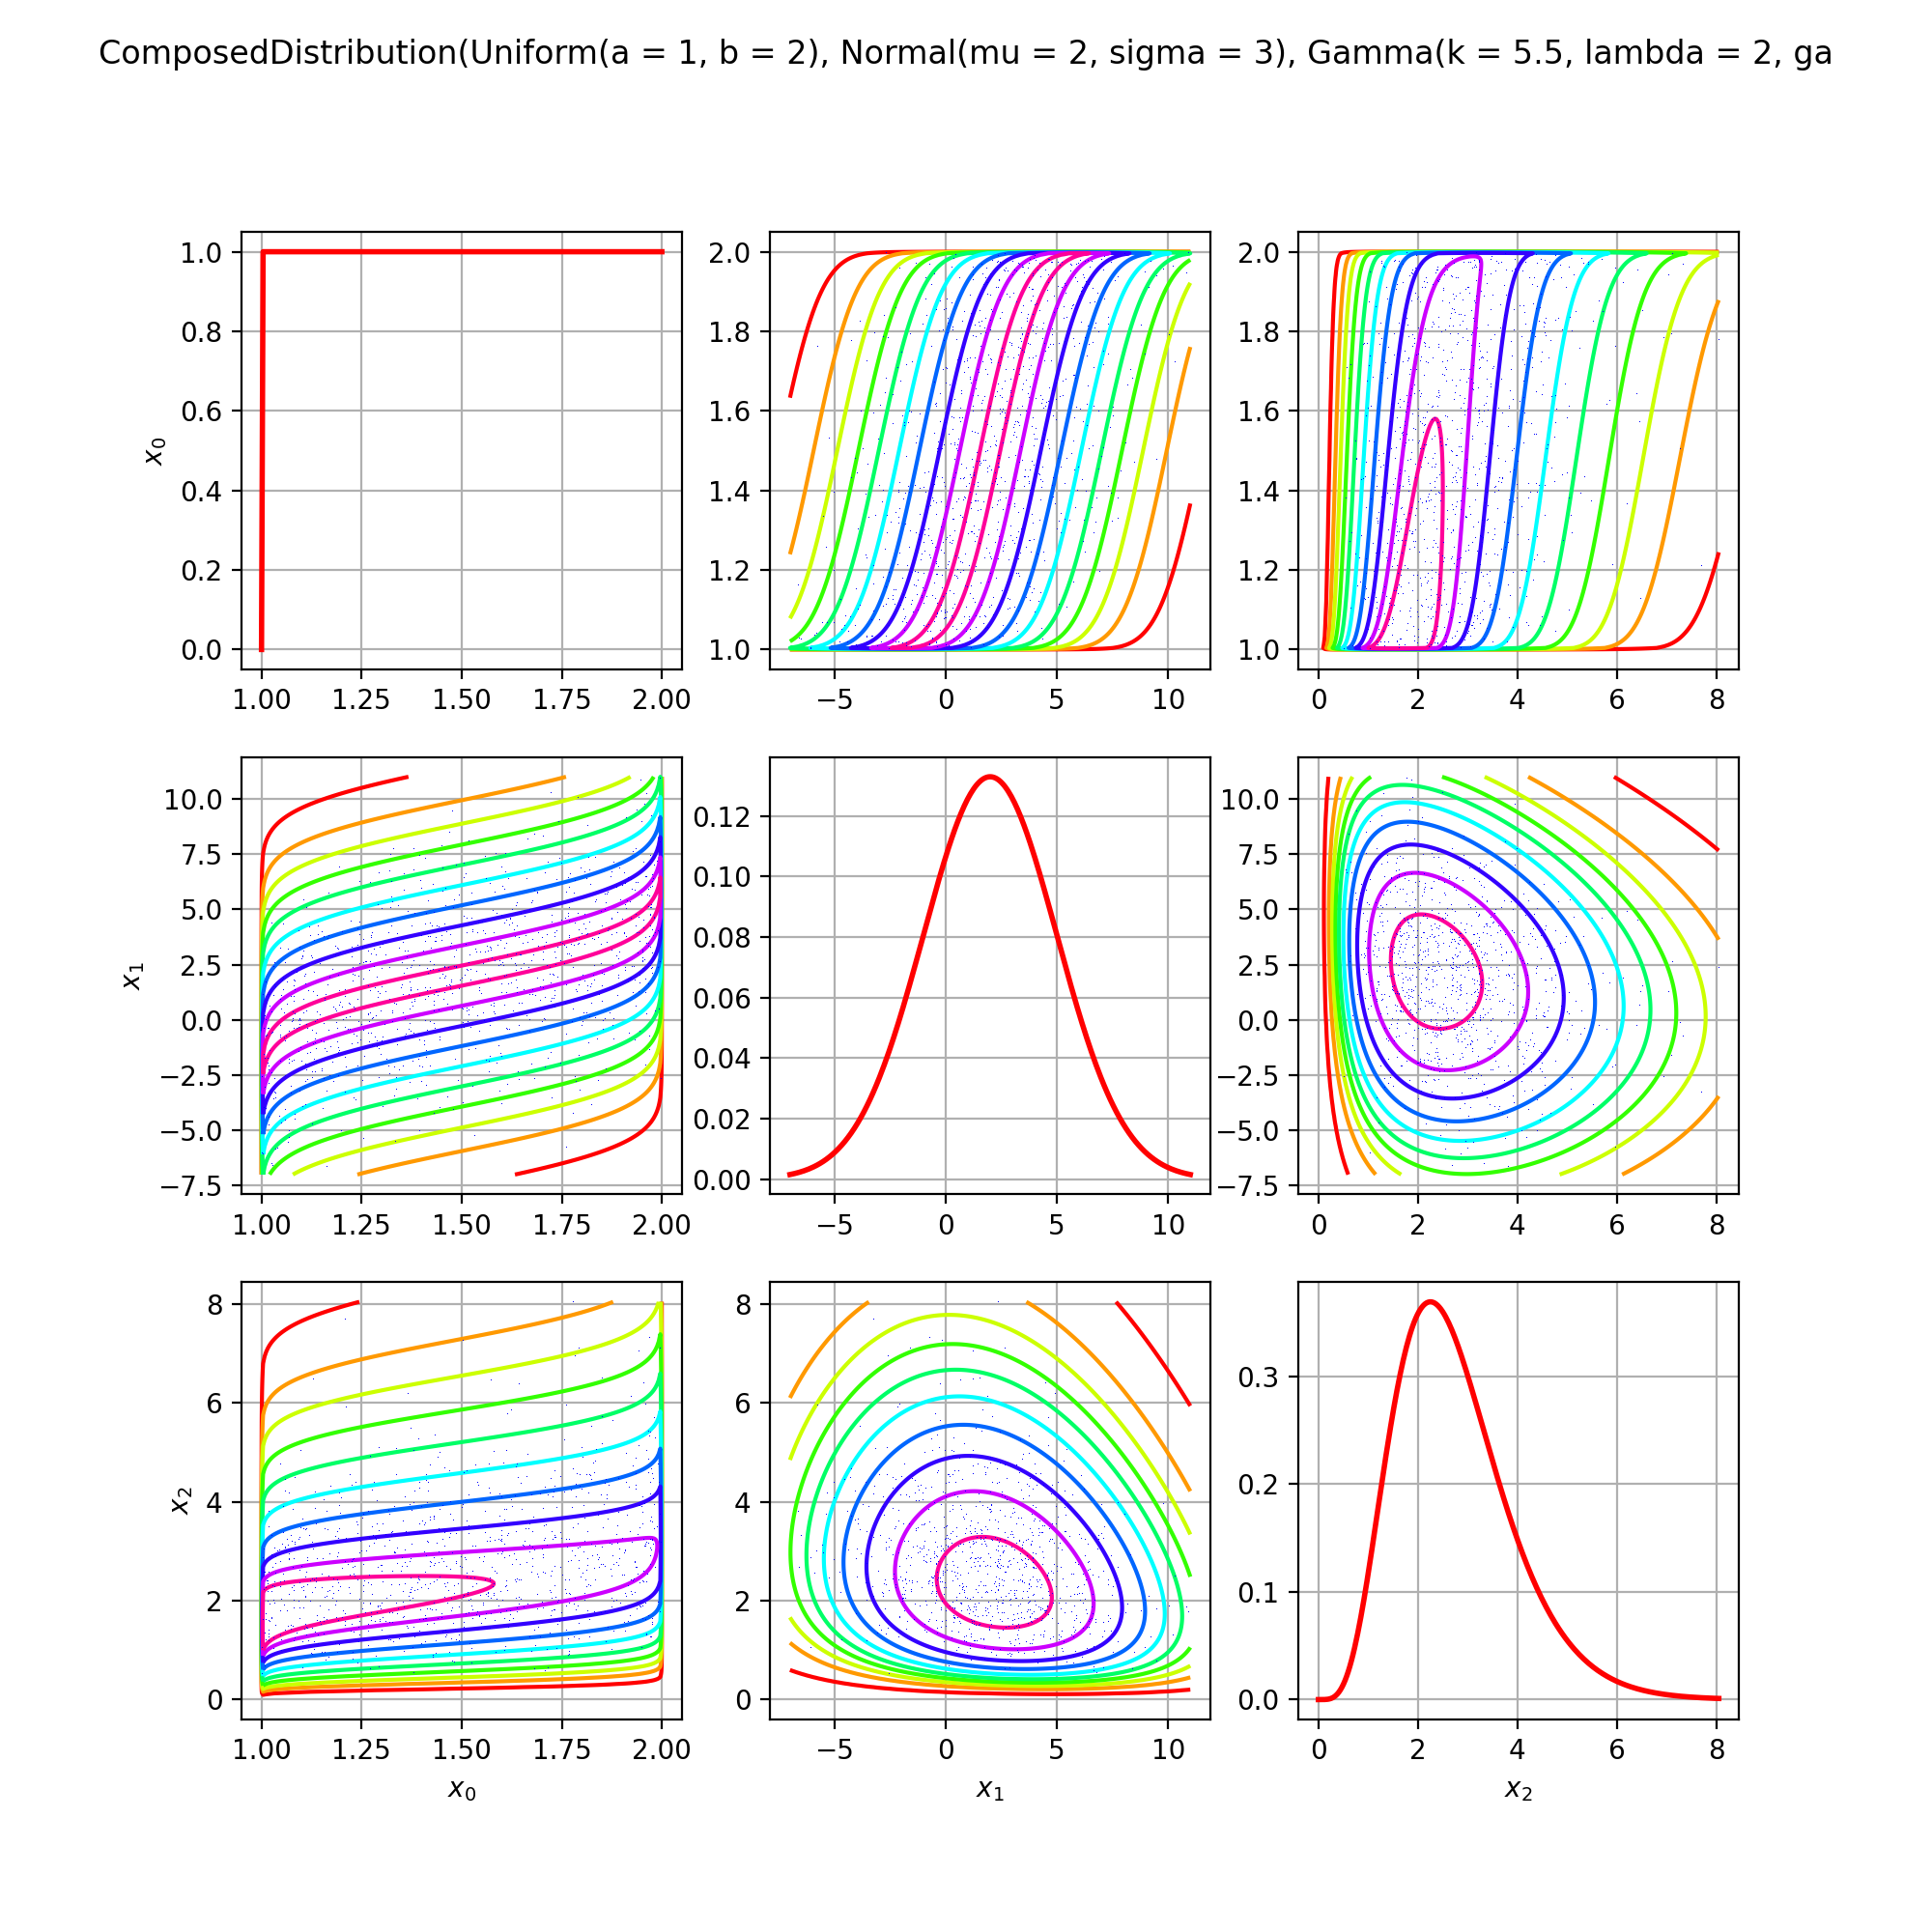 ComposedDistribution(Uniform(a = 1, b = 2), Normal(mu = 2, sigma = 3), Gamma(k = 5.5, lambda = 2, ga
1.0 0.8 0.6 0.4 0.2 0.0
x0
1.00 1.25 1.50 1.75 2.00
2.0 1.8 1.6 1.4 1.2 1.0
−5 0 5 10
2.0 1.8 1.6 1.4 1.2 1.0
0 2 4 6 8
10.0 7.5 5.0 2.5 0.0 −2.5 −5.0 −7.5
x1
1.00 1.25 1.50 1.75 2.00
0.12 0.10 0.08 0.06 0.04 0.02 0.00
−5 0 5 10
10.0 7.5 5.0 2.5 0.0 −2.5 −5.0 −7.5
0 2 4 6 8
8 6 4 2 0
x2
1.00 1.25 1.50 1.75 2.00
x0
8 6 4 2 0
−5 0 5 10
x1
0.3 0.2 0.1 0.0
0 2 4 6 8
x2